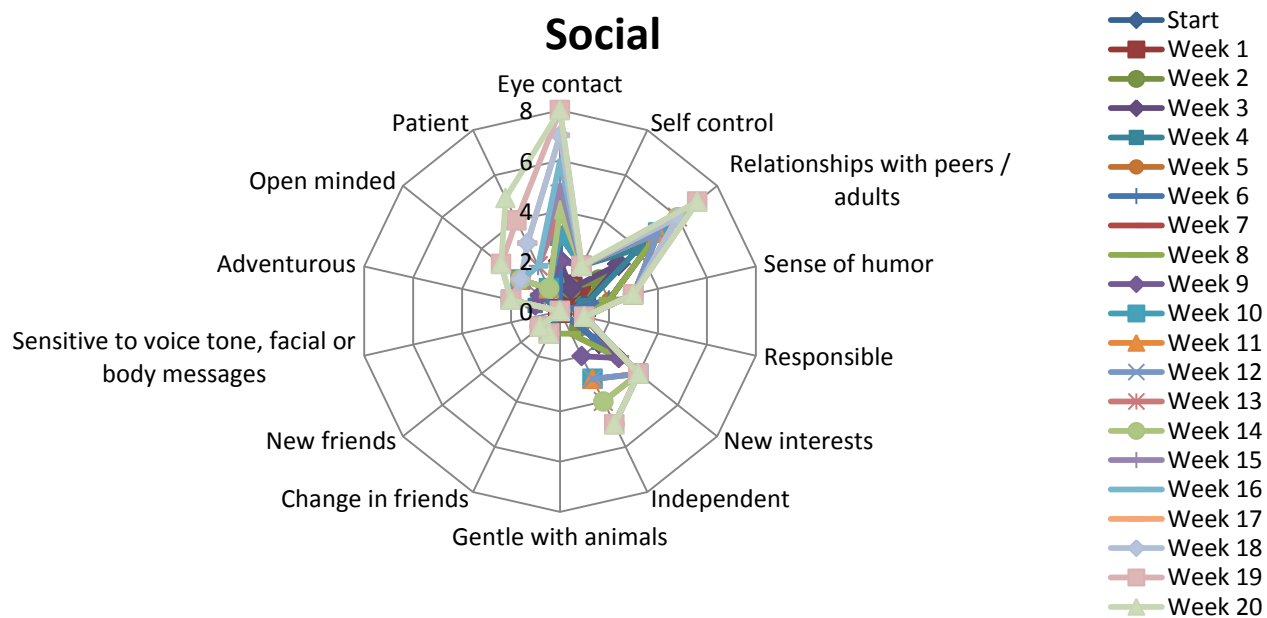 Social
Eye contact
Self control
Relationships with peers /
adults
Sense of humor
Responsible
New interests
Independent
Gentle with animals
Change in friends
New friends
Sensitive to voice tone, facial or
body messages
Adventurous
Open minded
Patient
8
6
4
2
0
Start
Week 1
Week 2
Week 3
Week 4
Week 5
Week 6
Week 7
Week 8
Week 9
Week 10
Week 11
Week 12
Week 13
Week 14
Week 15
Week 16
Week 17
Week 18
Week 19
Week 20